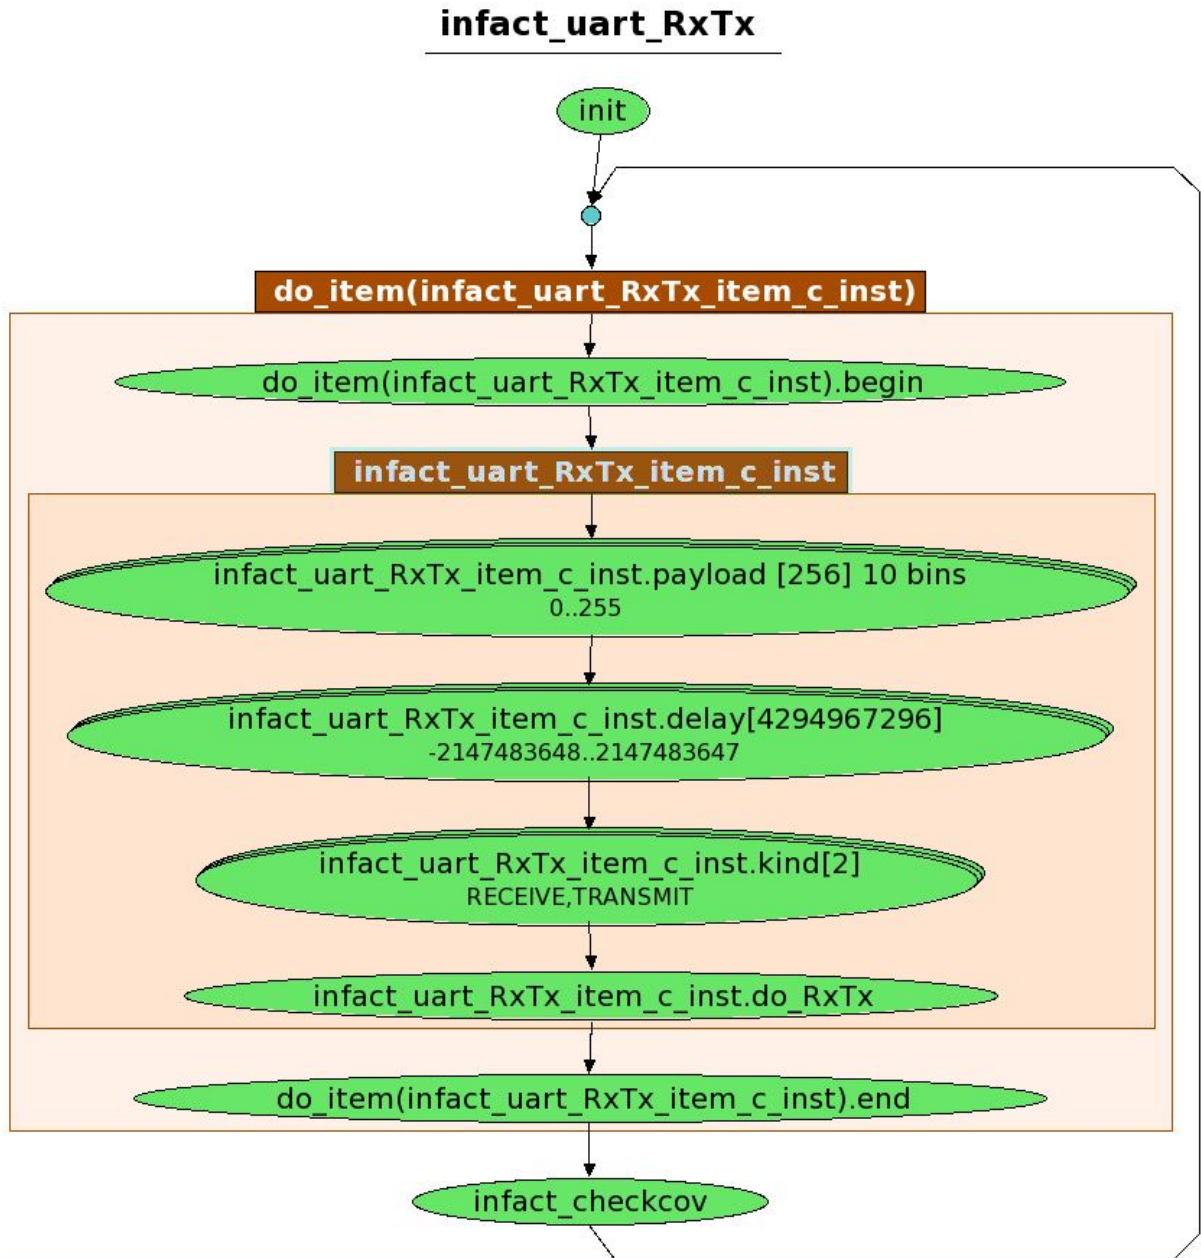 infact_uart_RxTx
init
do_item(infact_uart_RxTx_item_c_inst)
do_item(infact_uart_RxTx_item_c_inst).begin
infact_uart_RxTx_item_c_inst
infact_uart_RxTx_item_c_inst.payload [256] 10 bins
0..255
infact_uart_RxTx_item_c_inst.delay[4294967296]
-2147483648..2147483647
infact_uart_RxTx_item_c_inst.kind[2]
RECEIVE,TRANSMIT
infact_uart_RxTx_item_c_inst.do_RxTx
do_item(infact_uart_RxTx_item_c_inst).end
infact_checkcov